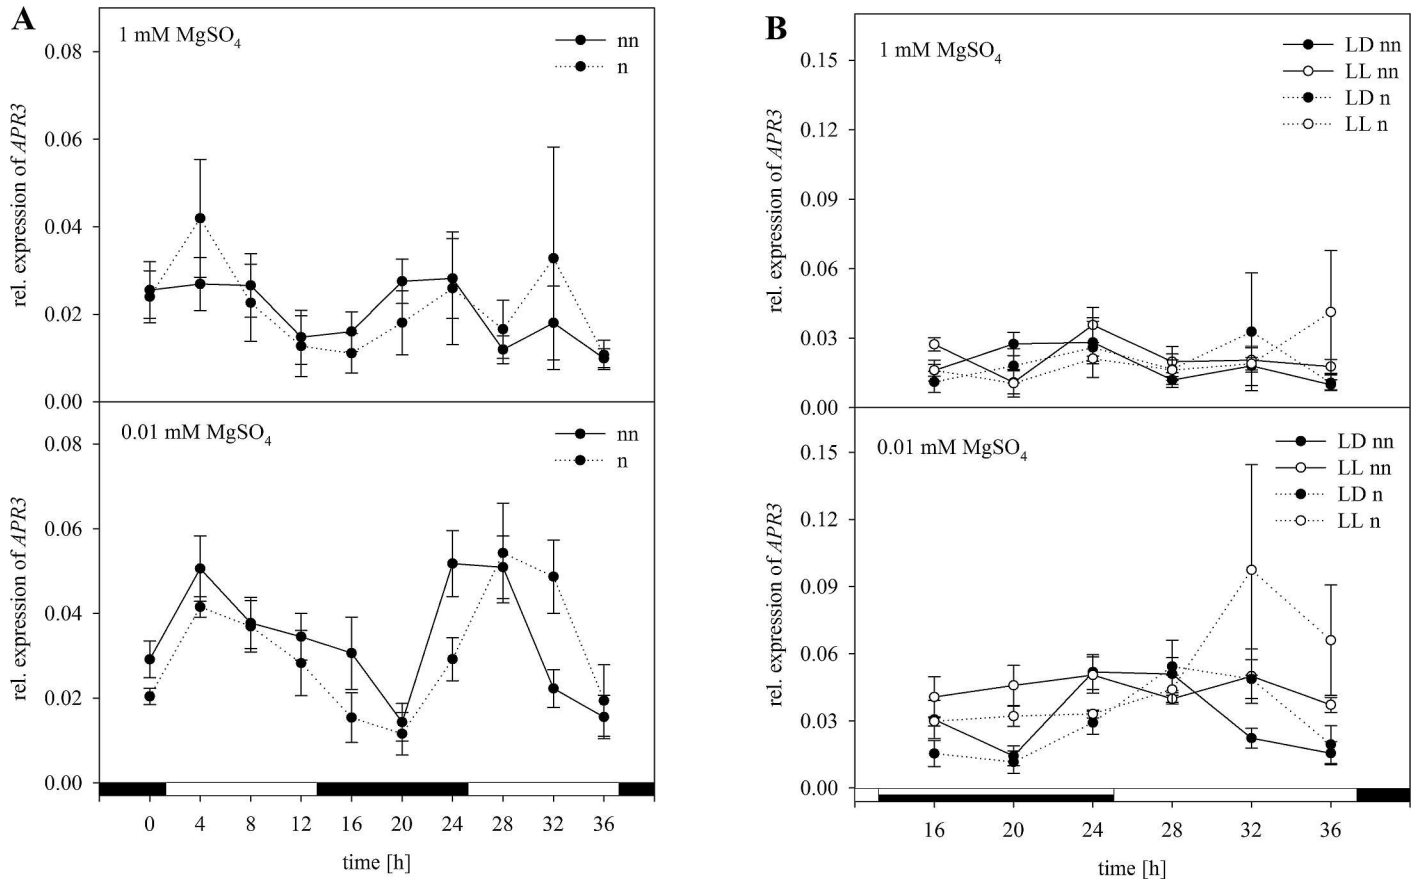 A
1 mM MgSO4
nn
n
0.08
0.06
0.04
0.02
0.00
rel. expression of APR3
0.01 mM MgSO4
nn
n
0.08
0.06
0.04
0.02
0.00
rel. expression of APR3
0 4 8 12 16 20 24 28 32 36
time [h]
B
1 mM MgSO4
LD nn
LL nn
LD n
LL n
0.15
0.12
0.09
0.06
0.03
0.00
rel. expression of APR3
0.01 mM MgSO4
LD nn
LL nn
LD n
LL n
0.15
0.12
0.09
0.06
0.03
0.00
rel. expression of APR3
16 20 24 28 32 36
time [h]